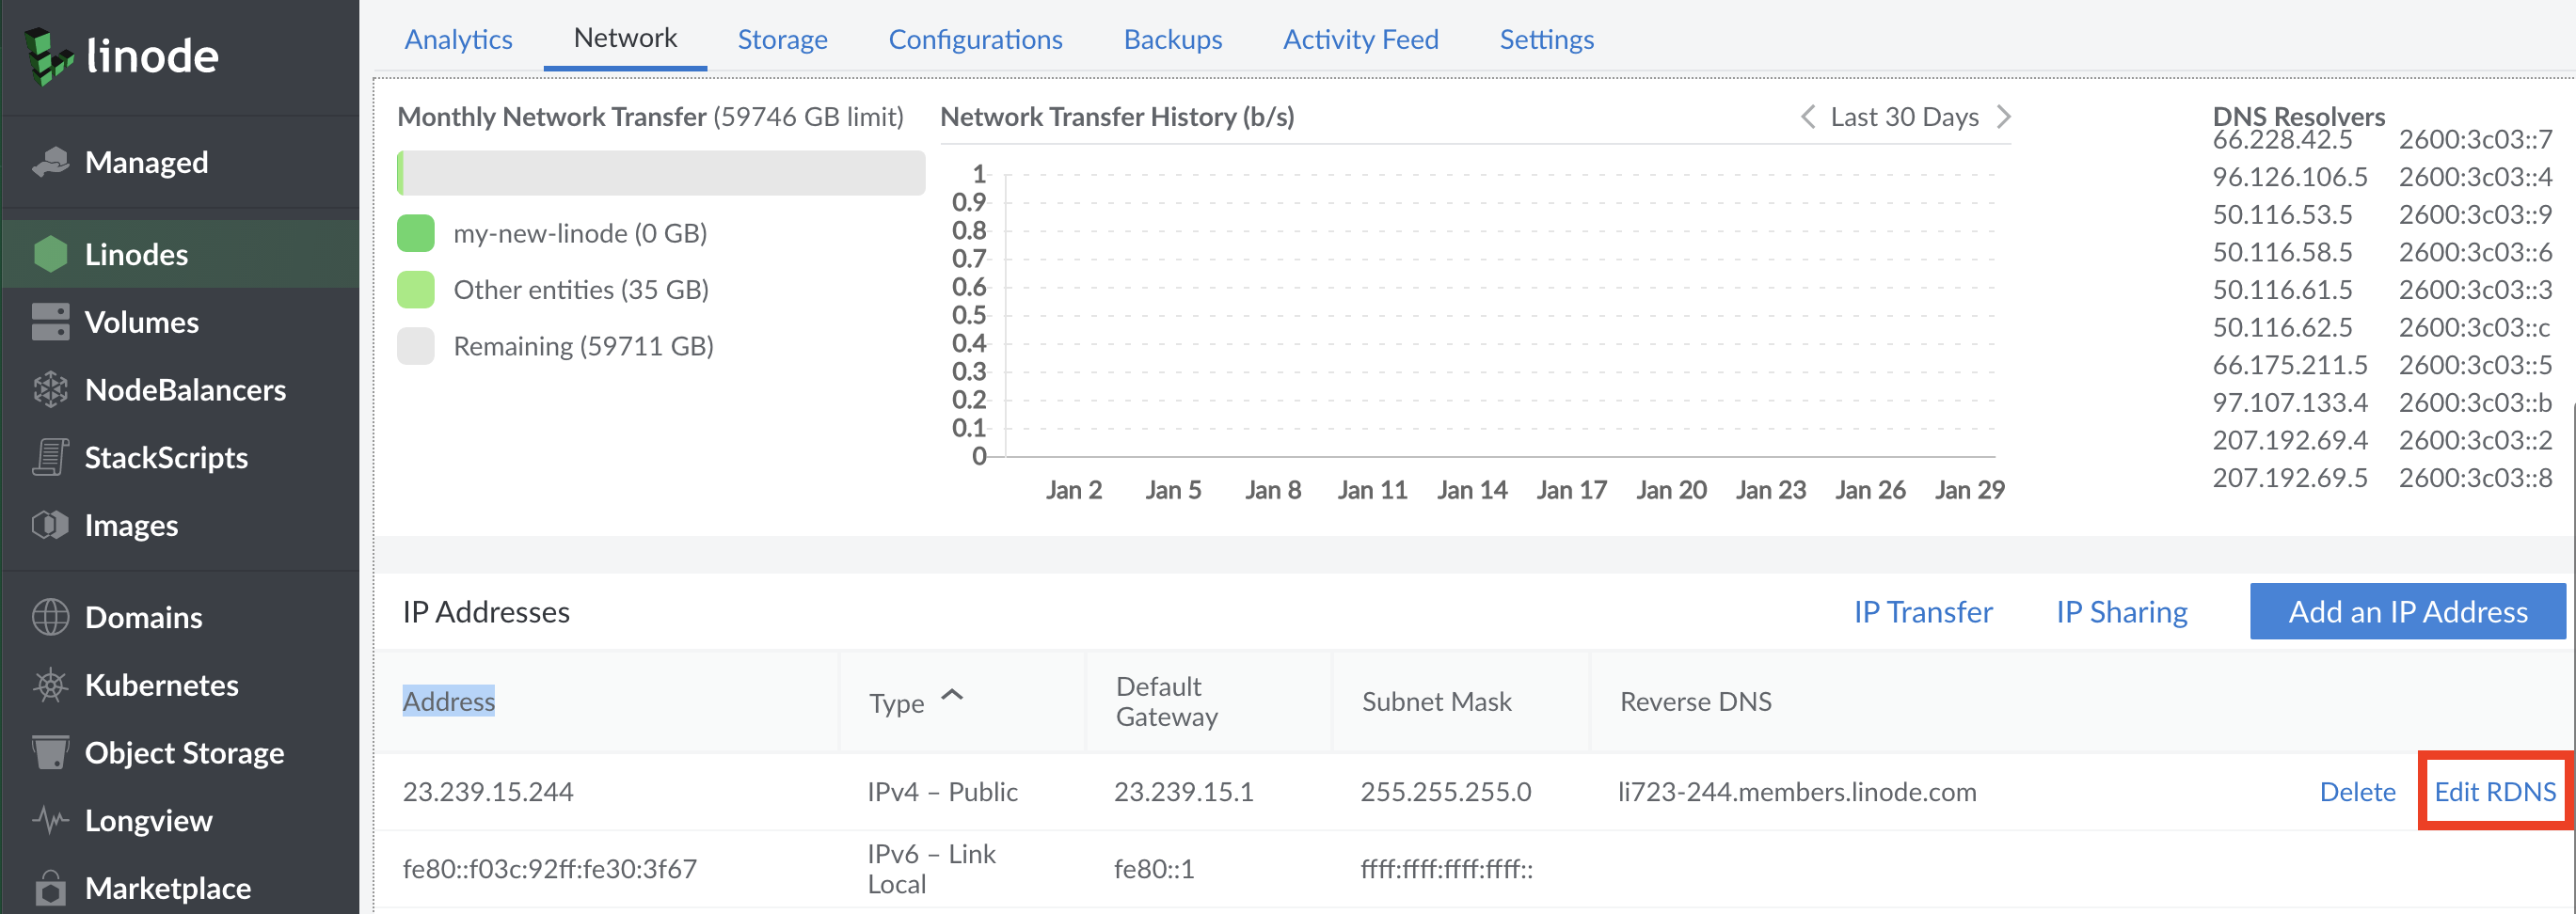 linode
Managed
Linodes
Volumes
NodeBalancers
StackScripts
Images
Domains
Kubernetes
Object Storage
Longview
Marketplace
Analytics Network Storage Configurations Backups Activity Feed Settings
Monthly Network Transfer (59746 GB limit)
my-new-linode (0 GB)
Other entities (35 GB)
Remaining (59711 GB)
Network Transfer History (b/s)
Last 30 Days
1
0.9
0.8
0.7
0.6
0.5
0.4
0.3
0.2
0.1
0
Jan 2 Jan 5 Jan 8 Jan 11 Jan 14 Jan 17 Jan 20 Jan 23 Jan 26 Jan 29
DNS Resolvers
66.228.42.5 2600:3c03::7
96.126.106.5 2600:3c03::4
50.116.53.5 2600:3c03::9
50.116.58.5 2600:3c03::6
50.116.61.5 2600:3c03::3
50.116.62.5 2600:3c03::c
66.175.211.5 2600:3c03::5
97.107.133.4 2600:3c03::b
207.192.69.4 2600:3c03::2
207.192.69.5 2600:3c03::8
IP Addresses IP Transfer IP Sharing Add an IP Address
Address Type Default Gateway Subnet Mask Reverse DNS
23.239.15.244 IPv4 – Public 23.239.15.1 255.255.255.0 li723-244.members.linode.com Delete Edit RDNS
fe80::f03c:92ff:fe30:3f67 IPv6 – Link Local fe80::1 ffff:ffff:ffff:ffff::